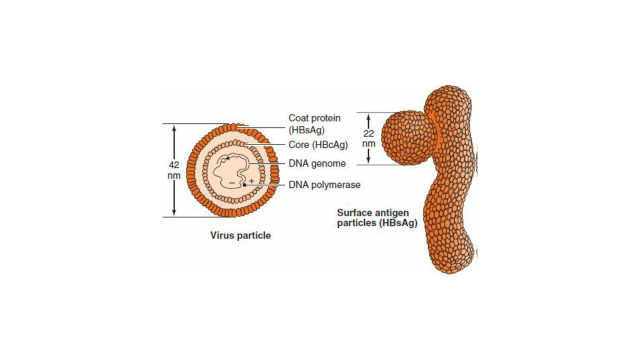 Coat protein
(HBsAg)
Core (HBcAg)
DNA genome
DNA polymerase
42
nm
+
–
Virus particle
22
nm
Surface antigen
particles (HBsAg)